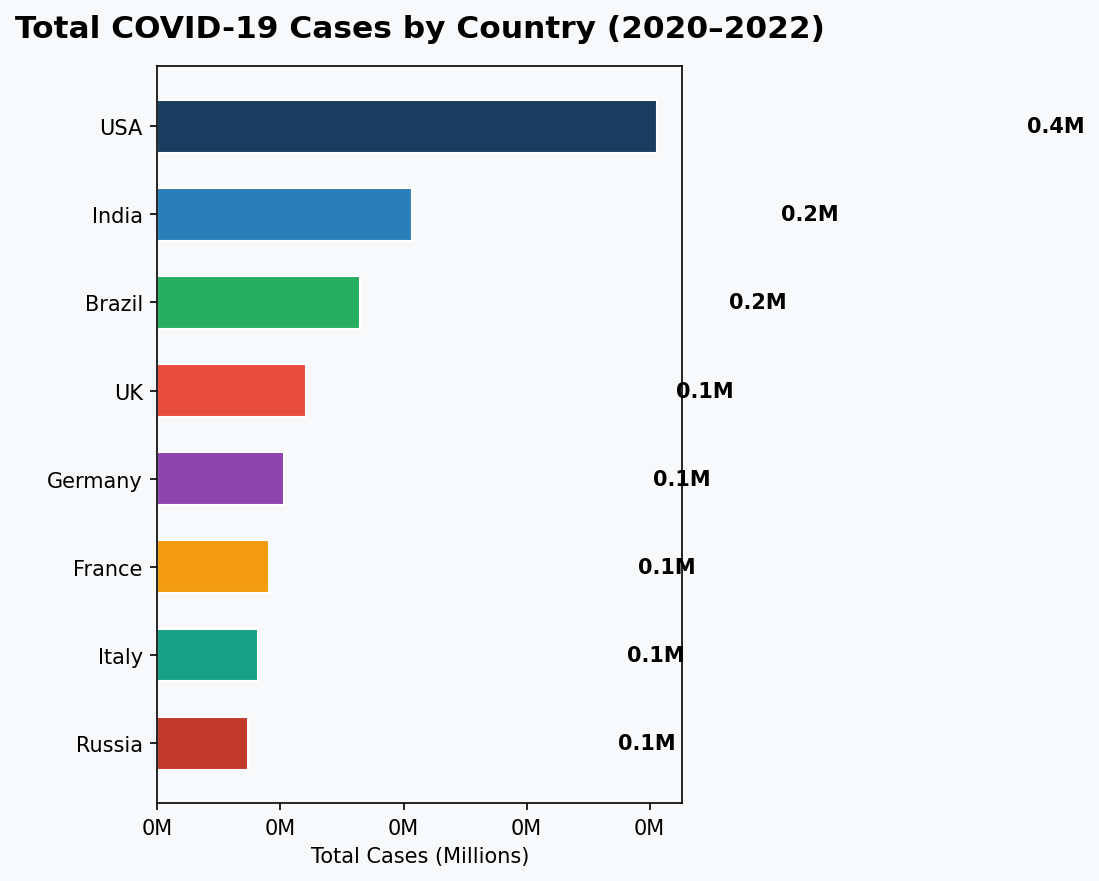 Total COVID-19 Cases by Country (2020–2022)
USA 0.4M
India 0.2M
Brazil 0.2M
UK 0.1M
Germany 0.1M
France 0.1M
Italy 0.1M
Russia 0.1M
0M 0M 0M 0M 0M
Total Cases (Millions)